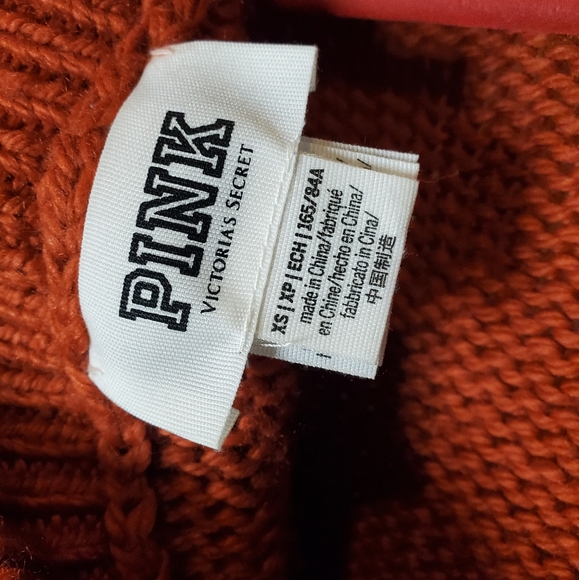 PINK
VICTORIA'S SECRET
XS | XP | ECH | 165/84A
made in China/fabriqué
en Chine/hecho en China/
fabbricato in Cina/
中国制造